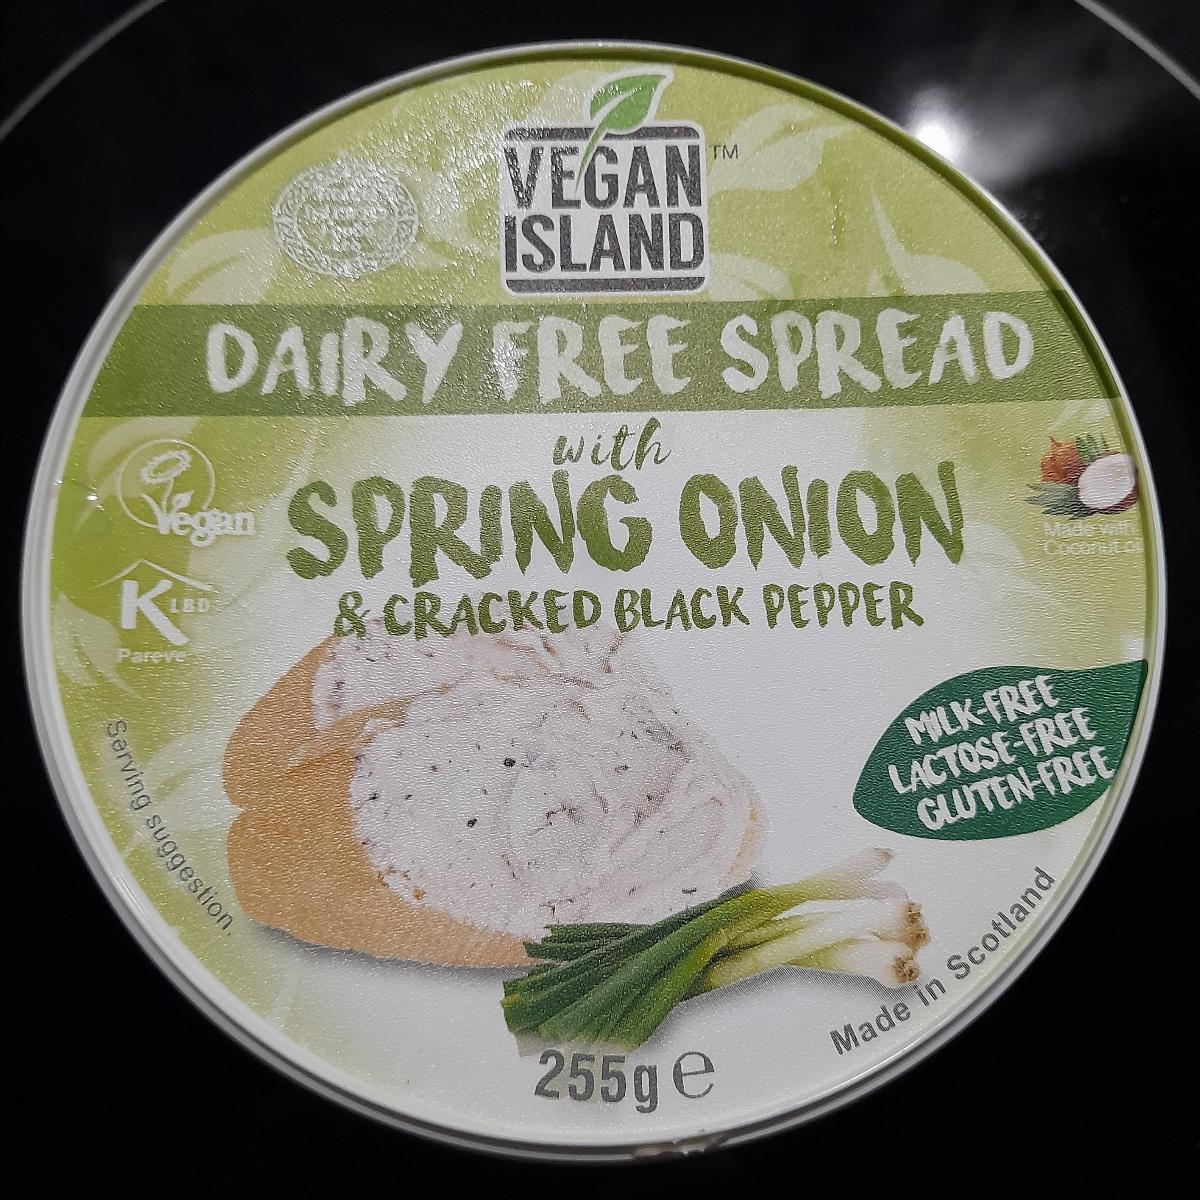 VEGAN
ISLAND
TM
DAIRY FREE SPREAD
with
SPRING ONION
& CRACKED BLACK PEPPER
Vegan
K LBD
Pareve
Made with
Coconut
MILK-FREE
LACTOSE-FREE
GLUTEN-FREE
Serving suggestion
Made in Scotland
255g e